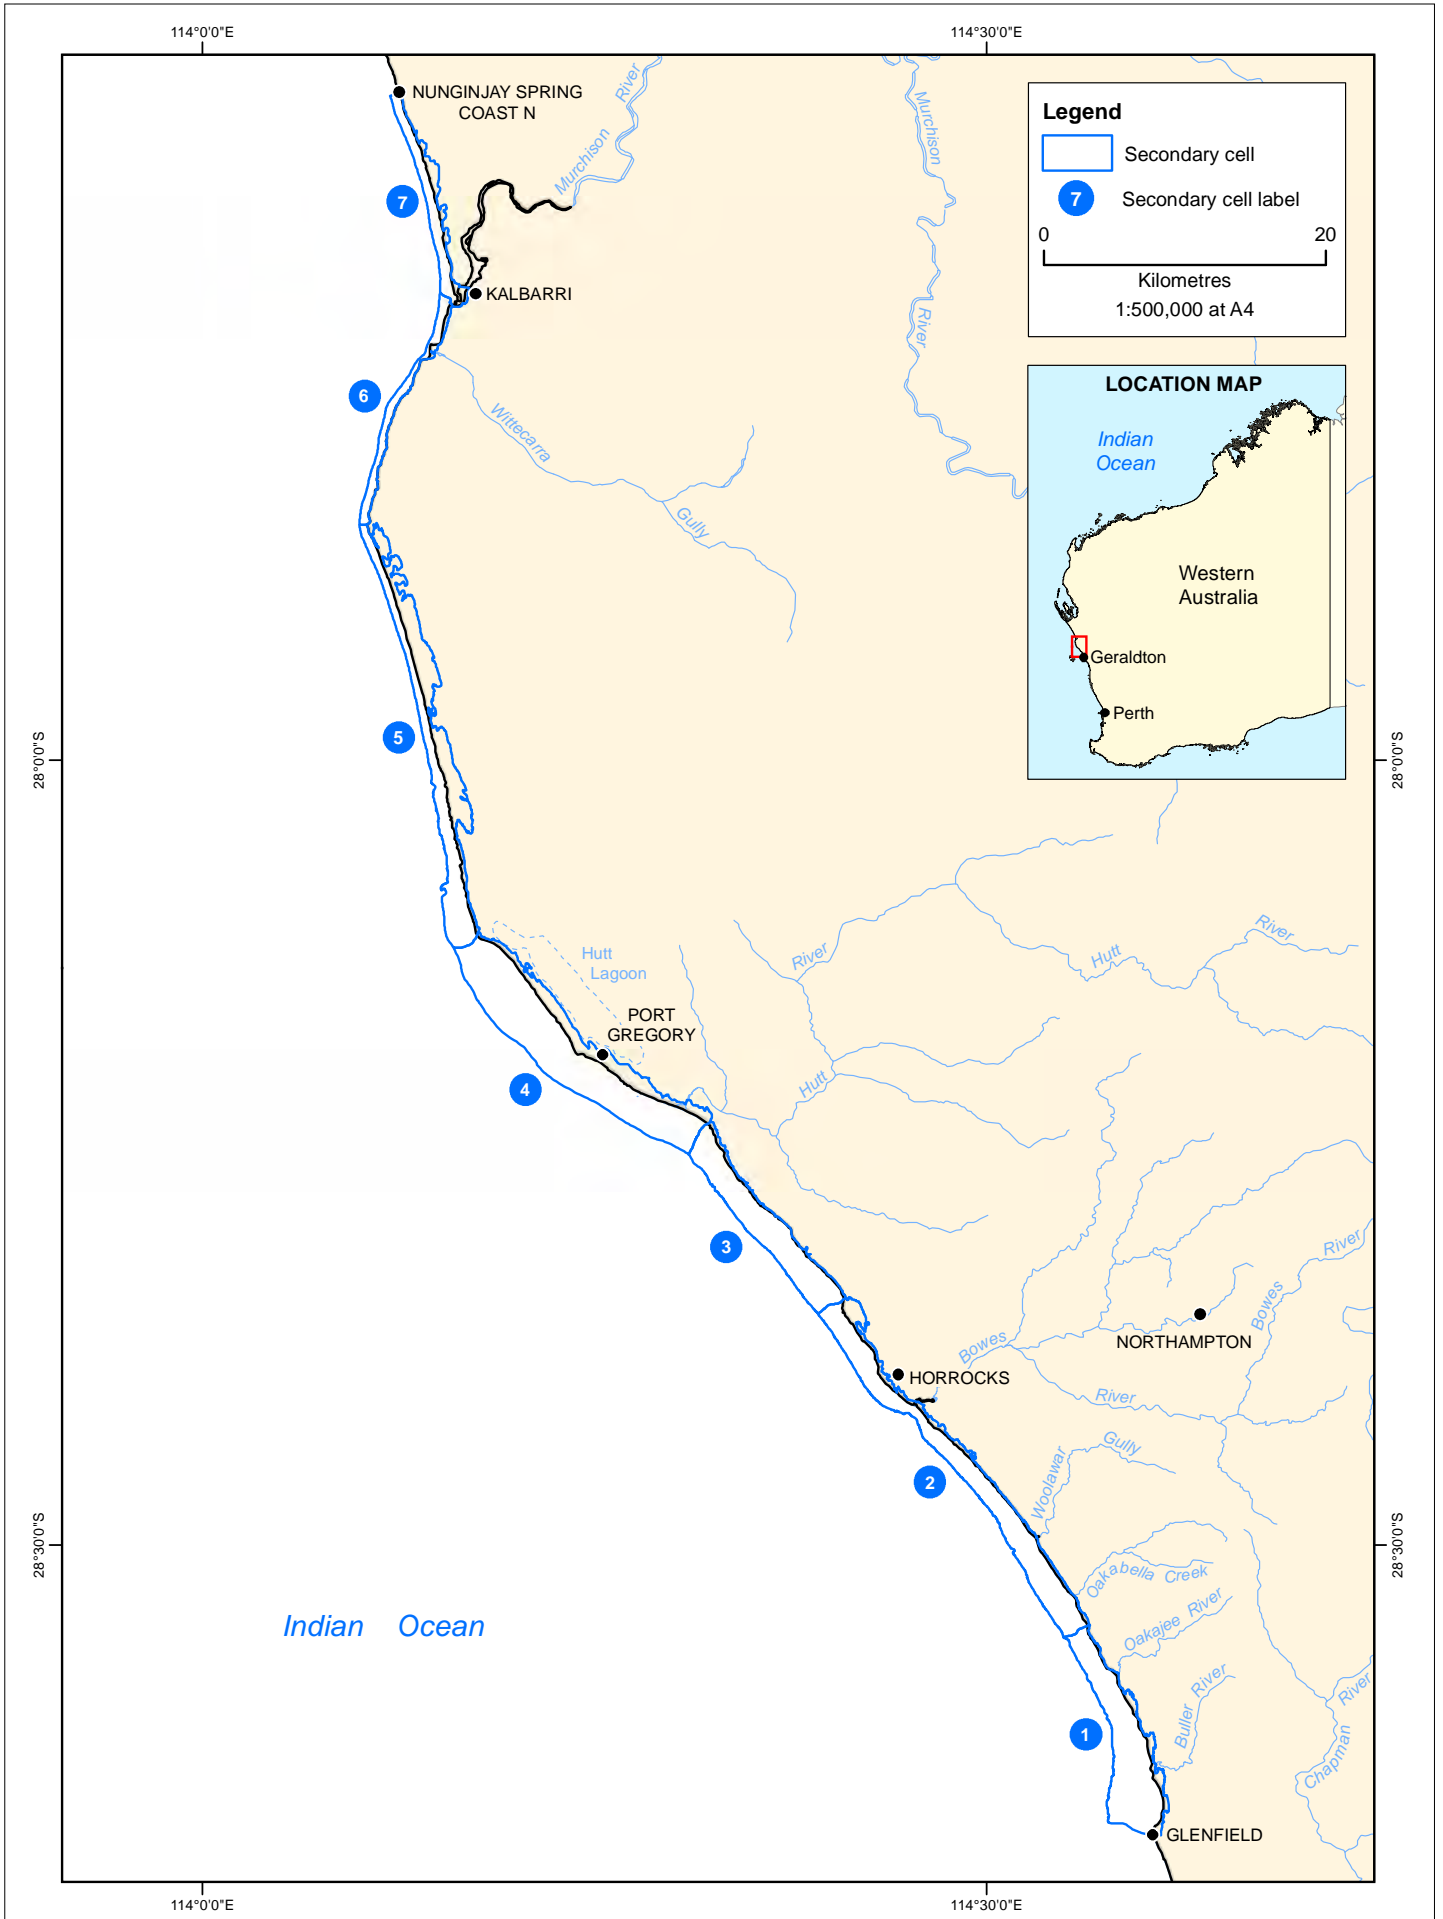 114°0'0"E
114°30'0"E
NUNGINJAY SPRING
COAST N
Murchison
River
Murchison
River
Legend
Secondary cell
7
Secondary cell label
0
20
Kilometres
1:500,000 at A4
7
KALBARRI
6
Wittecarra
Gully
LOCATION MAP
Indian
Ocean
Western
Australia
Geraldton
Perth
5
28°0'0"S
28°0'0"S
Hutt
Lagoon
River
Hutt
River
PORT
GREGORY
4
Hutt
3
River
Bowes
NORTHAMPTON
Bowes
HORROCKS
River
2
Woolawar
Gully
28°30'0"S
28°30'0"S
Oakabella Creek
Oakajee River
Indian Ocean
Buller River
River
Chapman
1
GLENFIELD
114°0'0"E
114°30'0"E